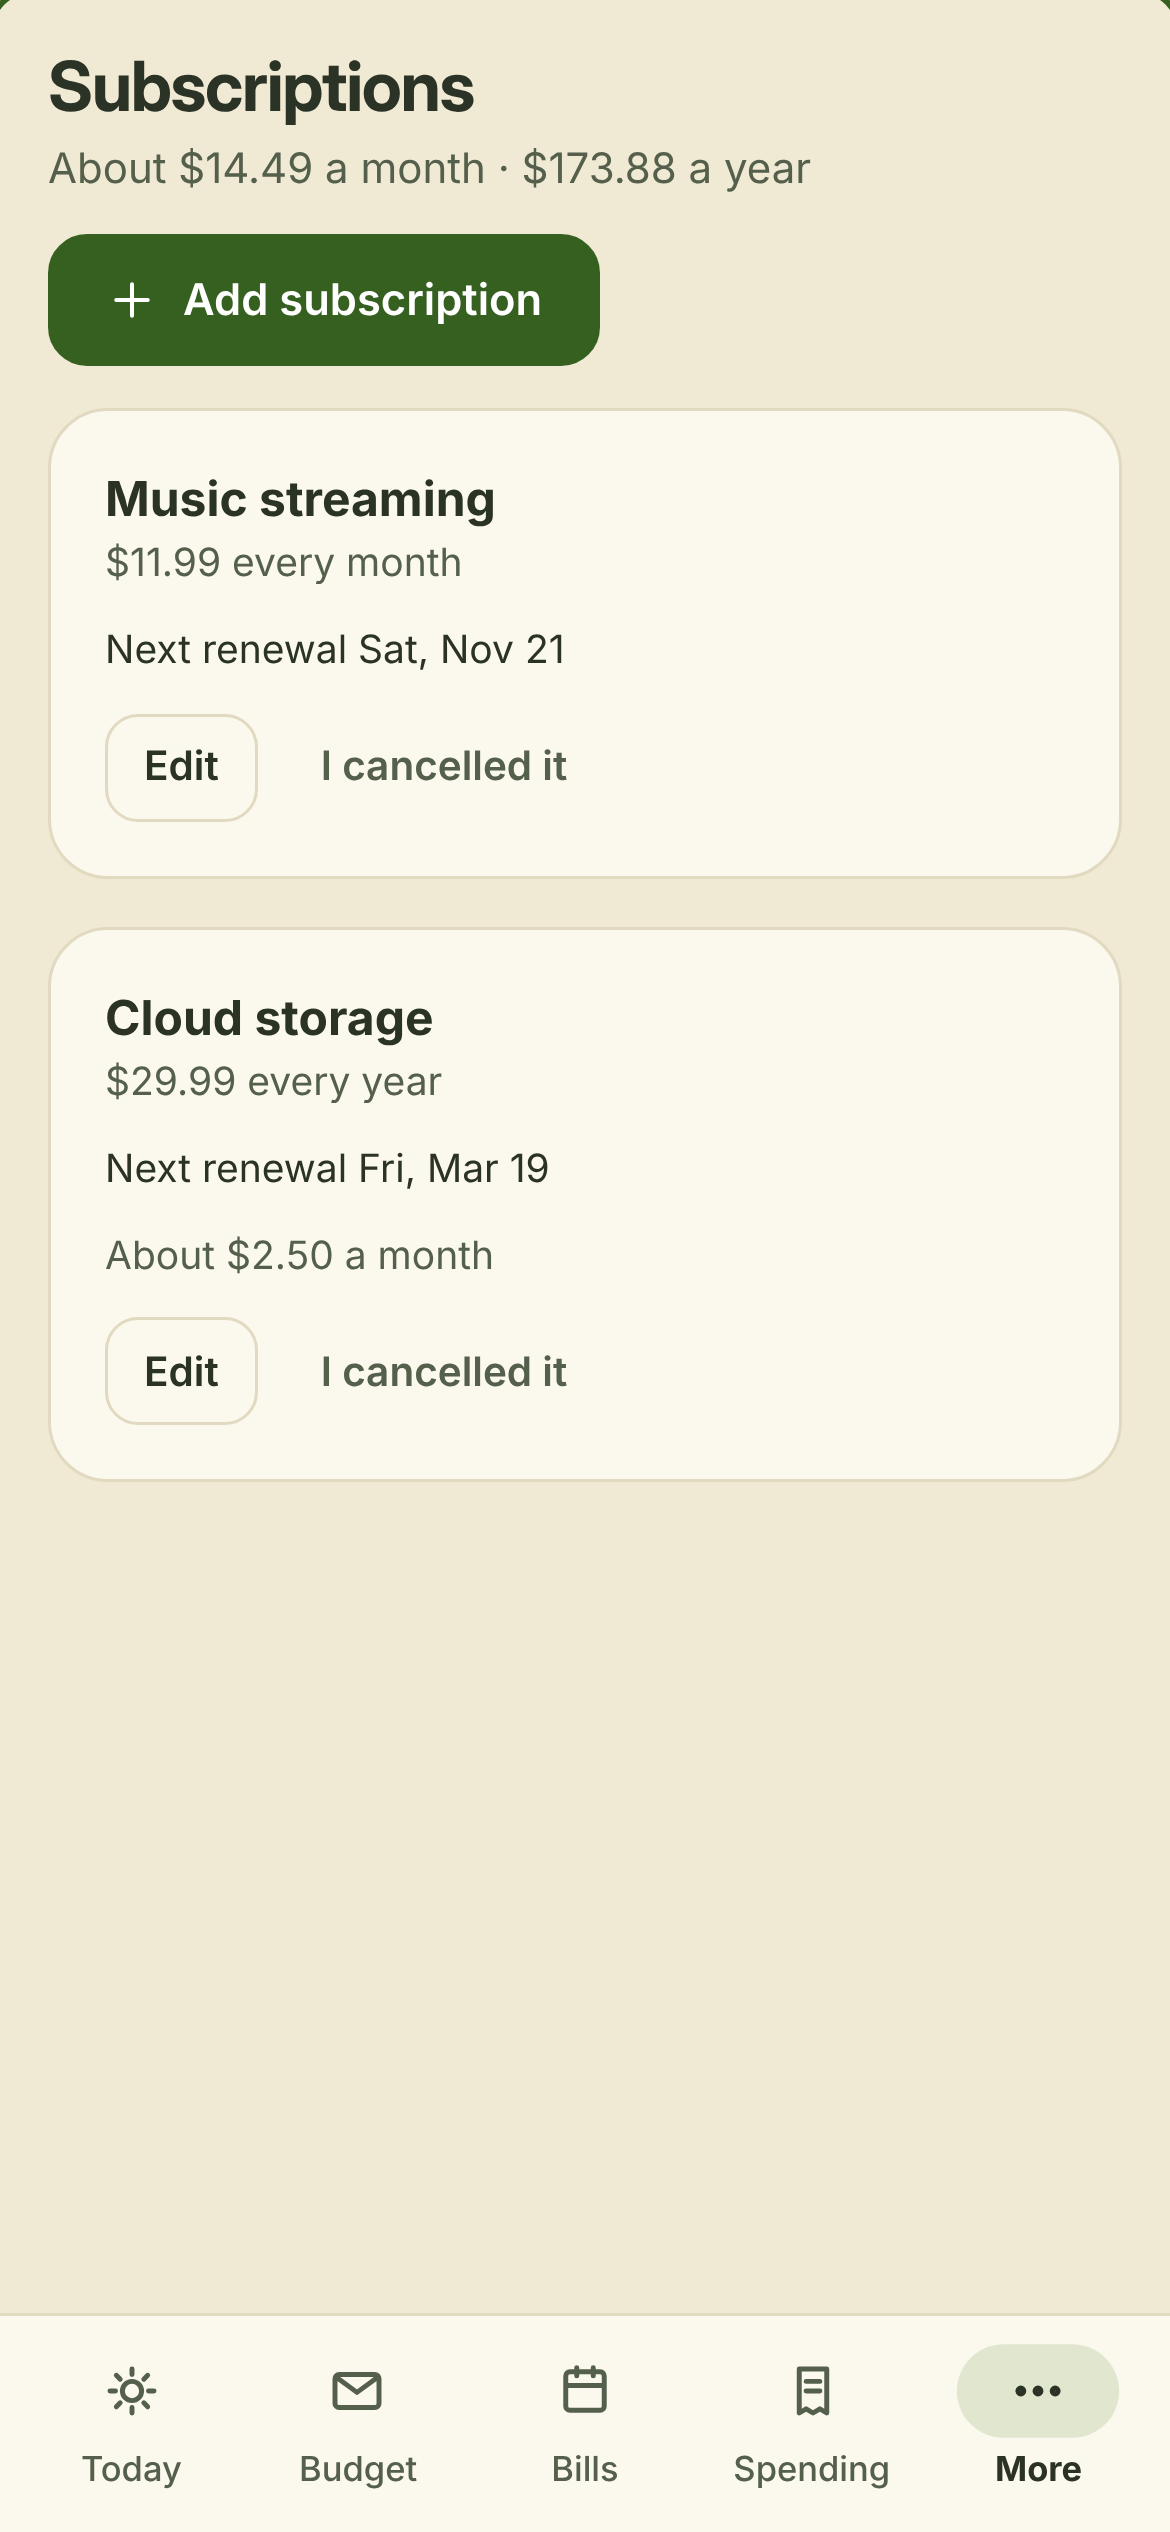 Subscriptions
About $14.49 a month · $173.88 a year
Add subscription
Music streaming
$11.99 every month
Next renewal Sat, Nov 21
Edit
I cancelled it
Cloud storage
$29.99 every year
Next renewal Fri, Mar 19
About $2.50 a month
Edit
I cancelled it
Today
Budget
Bills
Spending
More